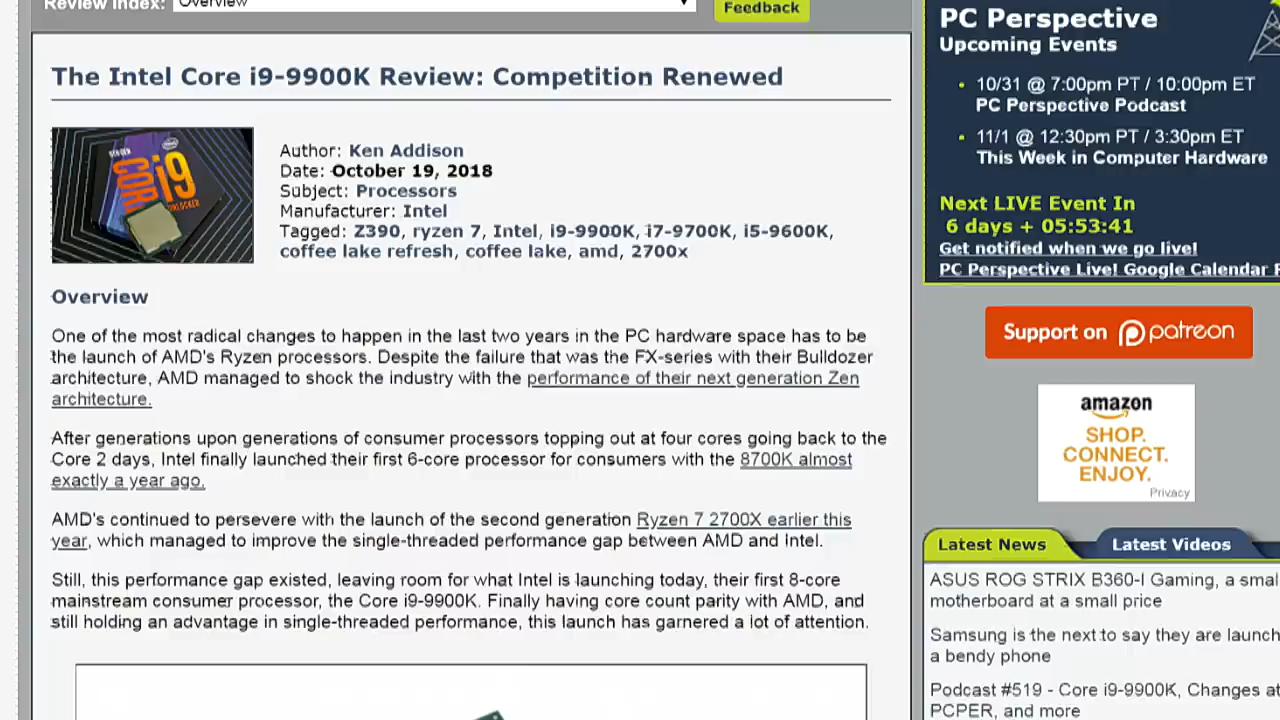 Review Index:
Overview
Feedback
The Intel Core i9-9900K Review: Competition Renewed
CORE i9
intel
Author: Ken Addison
Date: October 19, 2018
Subject: Processors
Manufacturer: Intel
Tagged: Z390, ryzen 7, Intel, i9-9900K, i7-9700K, i5-9600K,
coffee lake refresh, coffee lake, amd, 2700x
Overview
One of the most radical changes to happen in the last two years in the PC hardware space has to be
the launch of AMD's Ryzen processors. Despite the failure that was the FX-series with their Bulldozer
architecture, AMD managed to shock the industry with the performance of their next generation Zen
architecture.
After generations upon generations of consumer processors topping out at four cores going back to the
Core 2 days, Intel finally launched their first 6-core processor for consumers with the 8700K almost
exactly a year ago.
AMD's continued to persevere with the launch of the second generation Ryzen 7 2700X earlier this
year, which managed to improve the single-threaded performance gap between AMD and Intel.
Still, this performance gap existed, leaving room for what Intel is launching today, their first 8-core
mainstream consumer processor, the Core i9-9900K. Finally having core count parity with AMD, and
still holding an advantage in single-threaded performance, this launch has garnered a lot of attention.
PC Perspective
Upcoming Events
10/31 @ 7:00pm PT / 10:00pm ET
PC Perspective Podcast
11/1 @ 12:30pm PT / 3:30pm ET
This Week in Computer Hardware
Next LIVE Event In
6 days + 05:53:41
Get notified when we go live!
PC Perspective Live! Google Calendar
Support on patreon
amazon
SHOP.
CONNECT.
ENJOY.
Privacy
Latest News
Latest Videos
ASUS ROG STRIX B360-I Gaming, a small
motherboard at a small price
Samsung is the next to say they are launch
a bendy phone
Podcast #519 - Core i9-9900K, Changes at
PCPER, and more